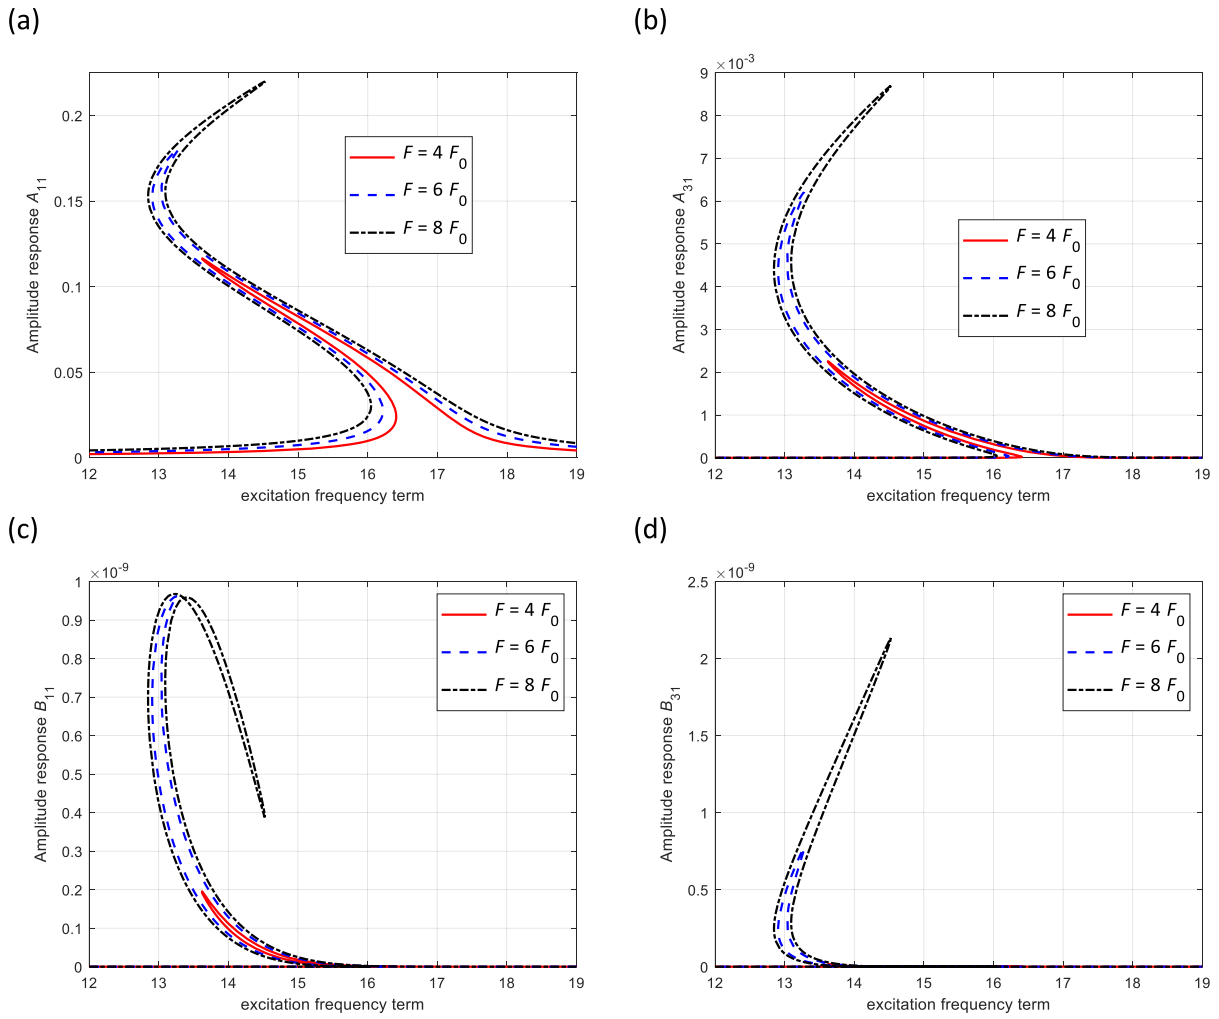 (a)
Amplitude response A11
0.2
0.15
0.1
0.05
0
12 13 14 15 16 17 18 19
excitation frequency term
F = 4 F0
F = 6 F0
F = 8 F0
(b)
×10-3
Amplitude response A31
9
8
7
6
5
4
3
2
1
0
12 13 14 15 16 17 18 19
excitation frequency term
F = 4 F0
F = 6 F0
F = 8 F0
(c)
×10-9
Amplitude response B11
1
0.9
0.8
0.7
0.6
0.5
0.4
0.3
0.2
0.1
0
12 13 14 15 16 17 18 19
excitation frequency term
F = 4 F0
F = 6 F0
F = 8 F0
(d)
×10-9
Amplitude response B31
2.5
2
1.5
1
0.5
0
12 13 14 15 16 17 18 19
excitation frequency term
F = 4 F0
F = 6 F0
F = 8 F0